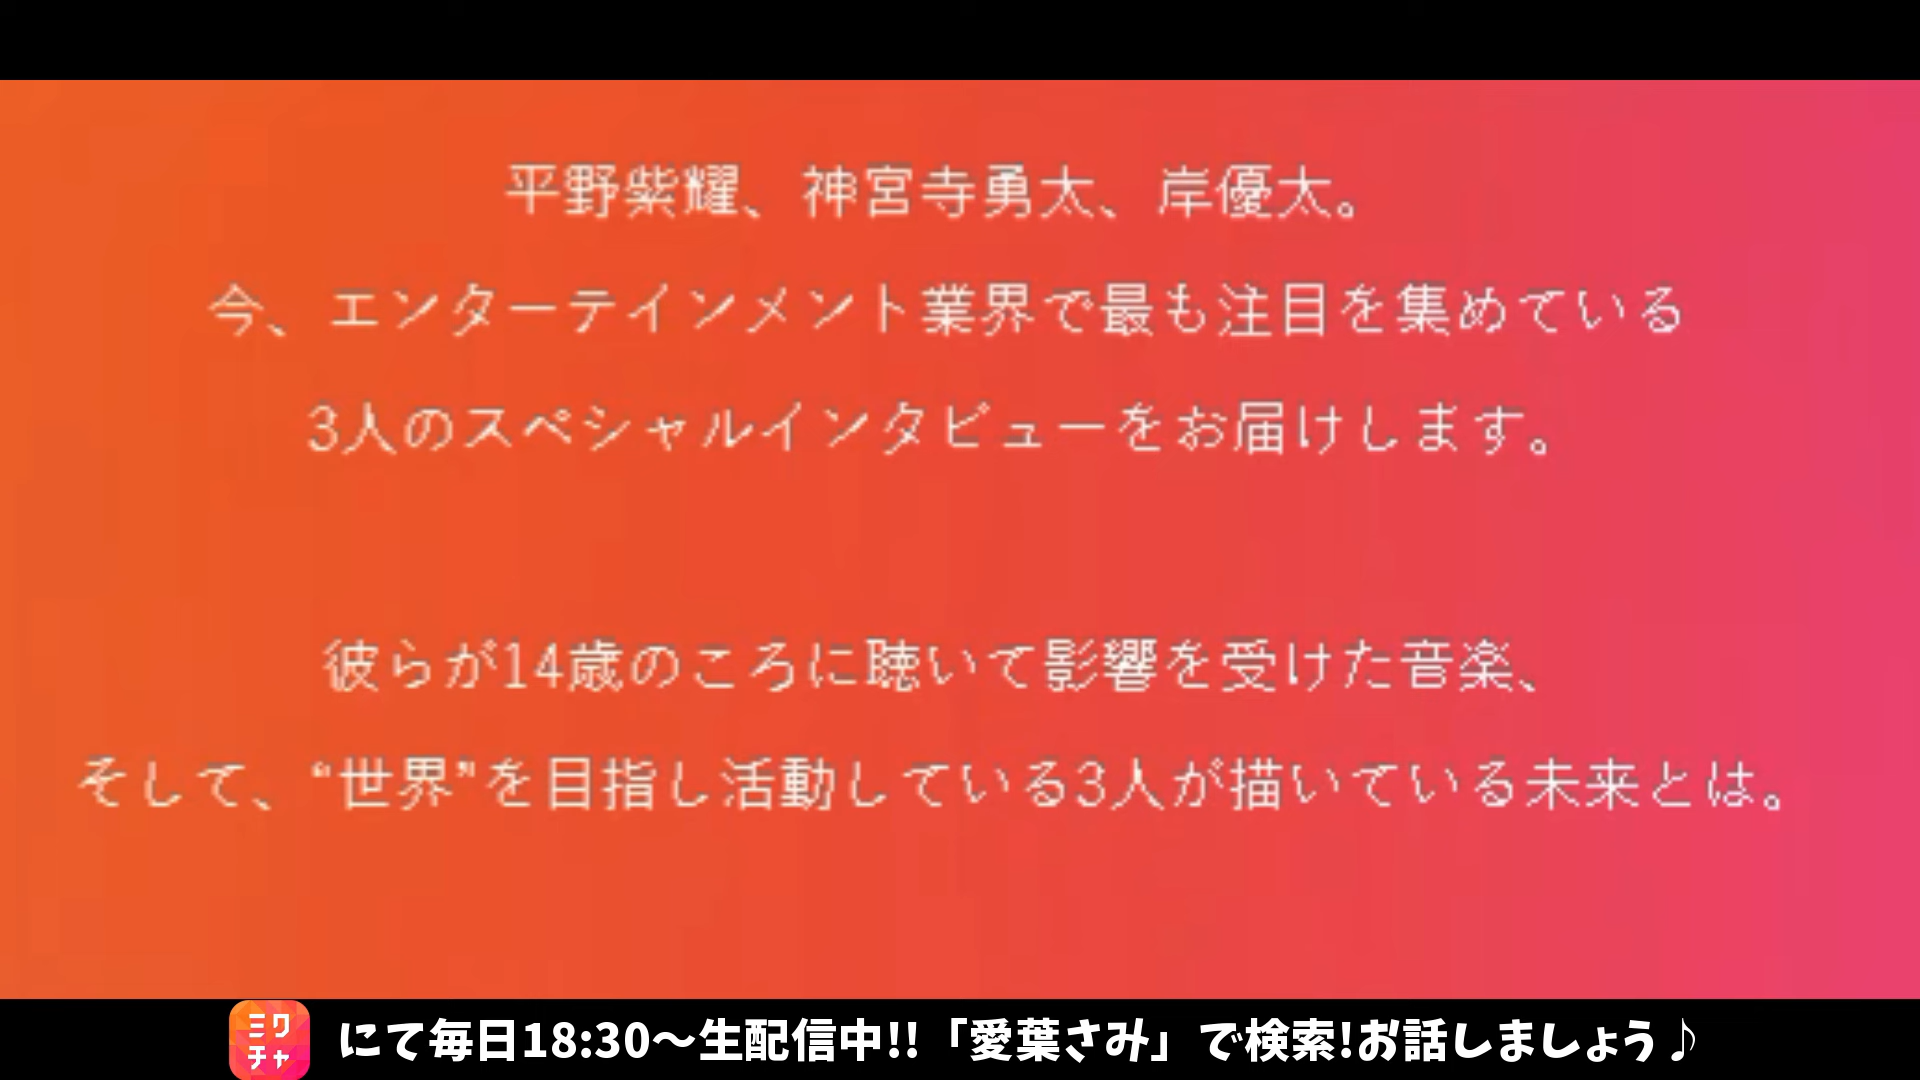 平野紫耀、神宮寺勇太、岸優太。
今、エンターテインメント業界で最も注目を集めている
3人のスペシャルインタビューをお届けします。
彼らが14歳のころに聴いて影響を受けた音楽、
そして、“世界”を目指し活動している3人が描いている未来とは。
ミクチャ
にて毎日18:30～生配信中!!「愛葉さみ」で検索!お話しましょう♪